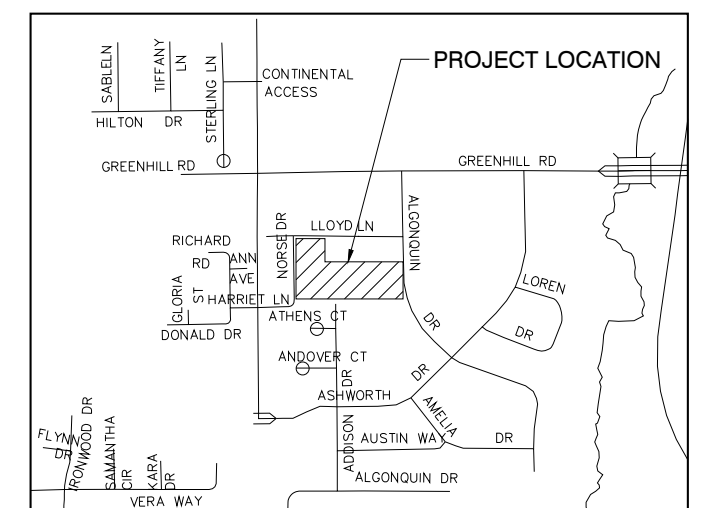 PROJECT LOCATION
SABLELN
TIFFANY
LN
STERLING LN
CONTINENTAL
ACCESS
HILTON DR
GREENHILL RD
GREENHILL RD
RICHARD
RD
ANN
AVE
NORSE DR
LLOYD LN
ALGONQUIN
DR
GLORIA
ST
HARRIET LN
DONALD DR
ATHENS CT
ANDOVER CT
LOREN
DR
DR
ASHWORTH
ADDISON DR
AMELIA
DR
AUSTIN WAY
ALGONQUIN DR
FLYNN
DR
IRONWOOD DR
SAMANTHA
CIR
KARA
DR
VERA WAY